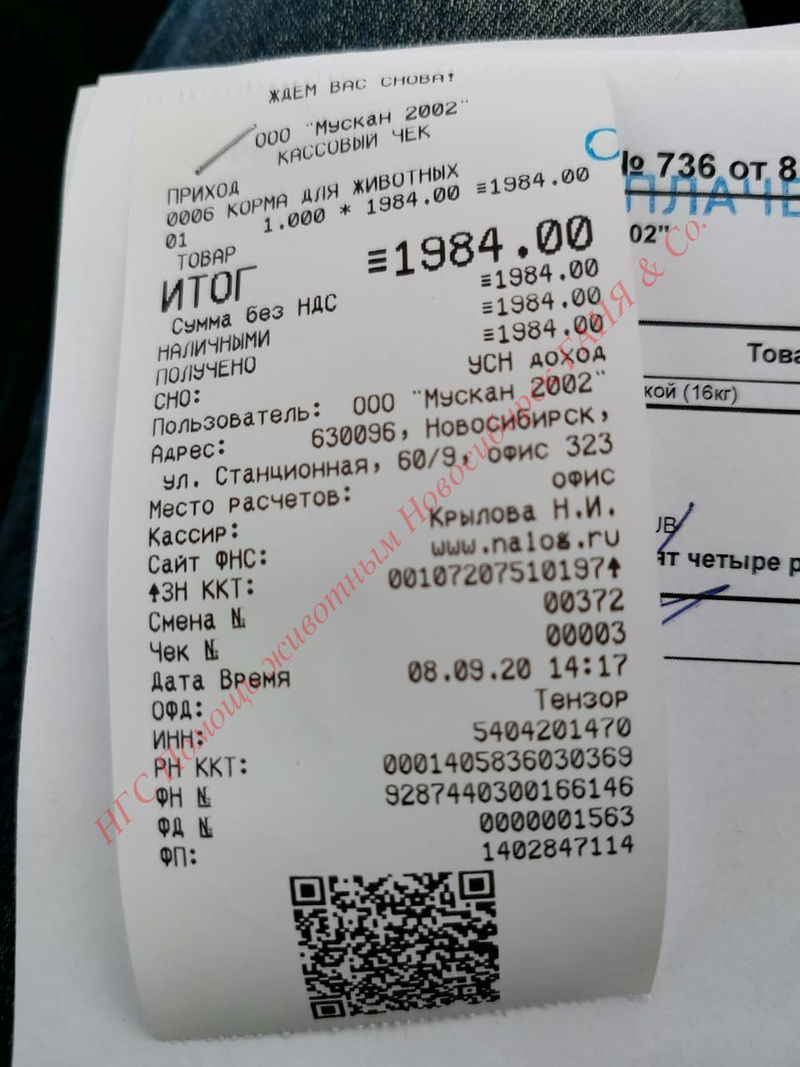 ЖДЕМ ВАС СНОВА!
ООО "Мускан 2002"
КАССОВЫЙ ЧЕК
ПРИХОД
0006 КОРМА ДЛЯ ЖИВОТНЫХ
01 1.000 * 1984.00 ≡1984.00
ТОВАР
ИТОГ ≡1984.00
Сумма без НДС ≡1984.00
НАЛИЧНЫМИ ≡1984.00
ПОЛУЧЕНО ≡1984.00
СНО: УСН доход
Пользователь: ООО "Мускан 2002"
Адрес: 630096, Новосибирск,
ул. Станционная, 60/9, офис 323
Место расчетов: офис
Кассир: Крылова Н.И.
Сайт ФНС: www.nalog.ru
ЗН ККТ: 00107207510197
Смена № 00372
Чек № 00003
Дата Время 08.09.20 14:17
ОФД: Тензор
ИНН: 5404201470
РН ККТ: 0001405836030369
ФН № 9287440300166146
ФД № 0000001563
ФП: 1402847114
№ 736 от 8
ПЛАЧЕ
02"
Това
кой (16кг)
UB
ят четыре р
НГС Помощь животным Новосибирск ГАНЯ & Co.